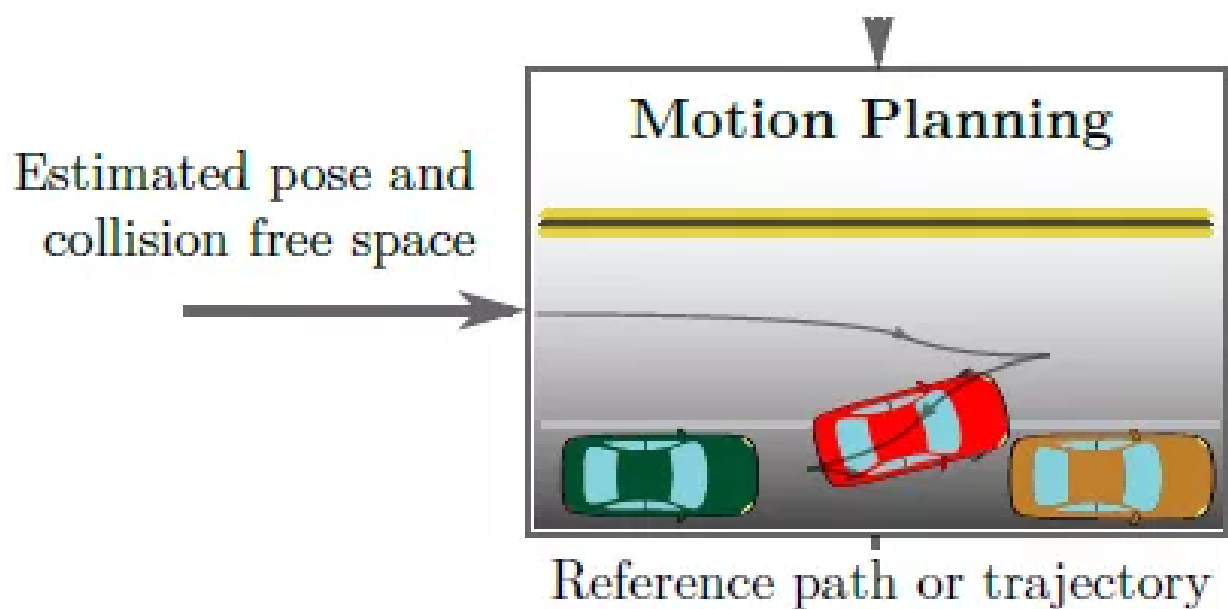 Motion Planning
Estimated pose and
collision free space
Reference path or trajectory